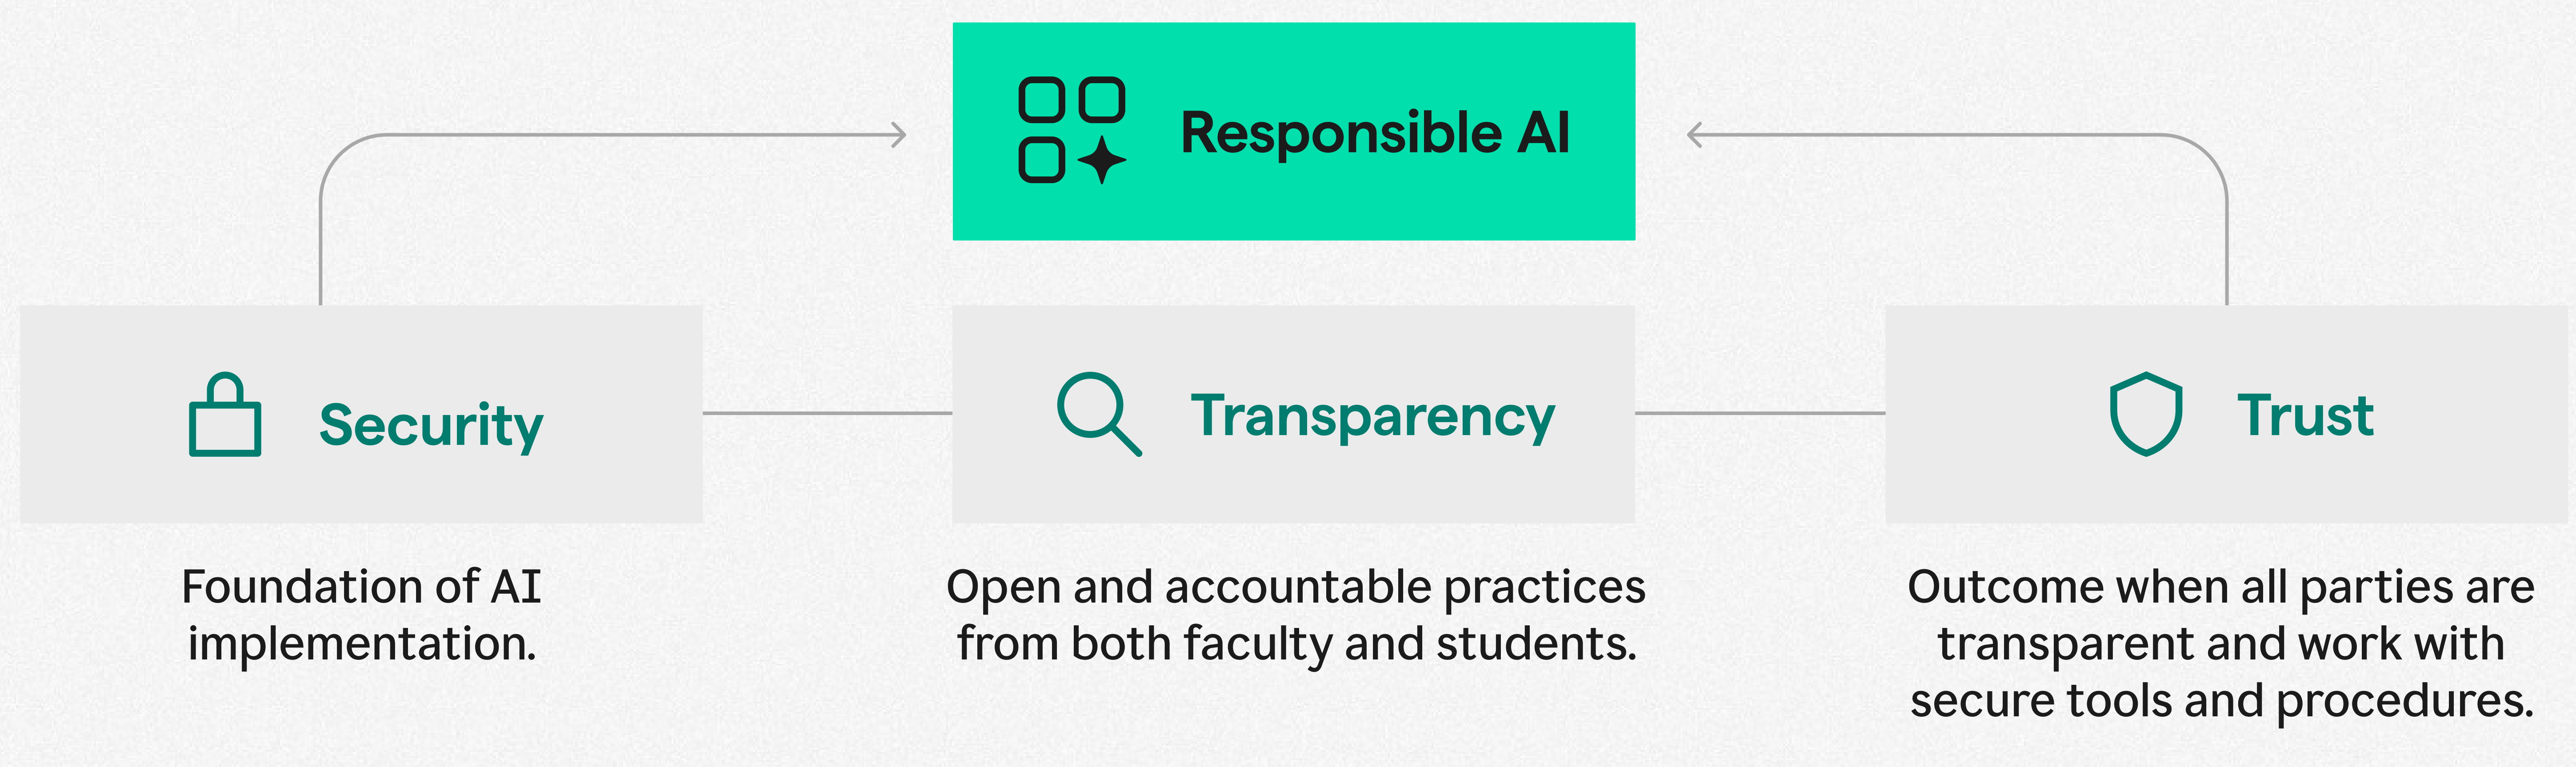 Responsible AI
Security
Transparency
Trust
Foundation of AI
implementation.
Open and accountable practices
from both faculty and students.
Outcome when all parties are
transparent and work with
secure tools and procedures.